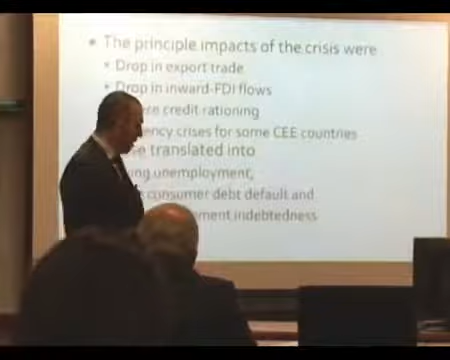 • The principle impacts of the crisis were
• Drop in export trade
• Drop in inward-FDI flows
credit rationing
crises for some CEE countries
translated into
unemployment,
consumer debt default and
indebtedness